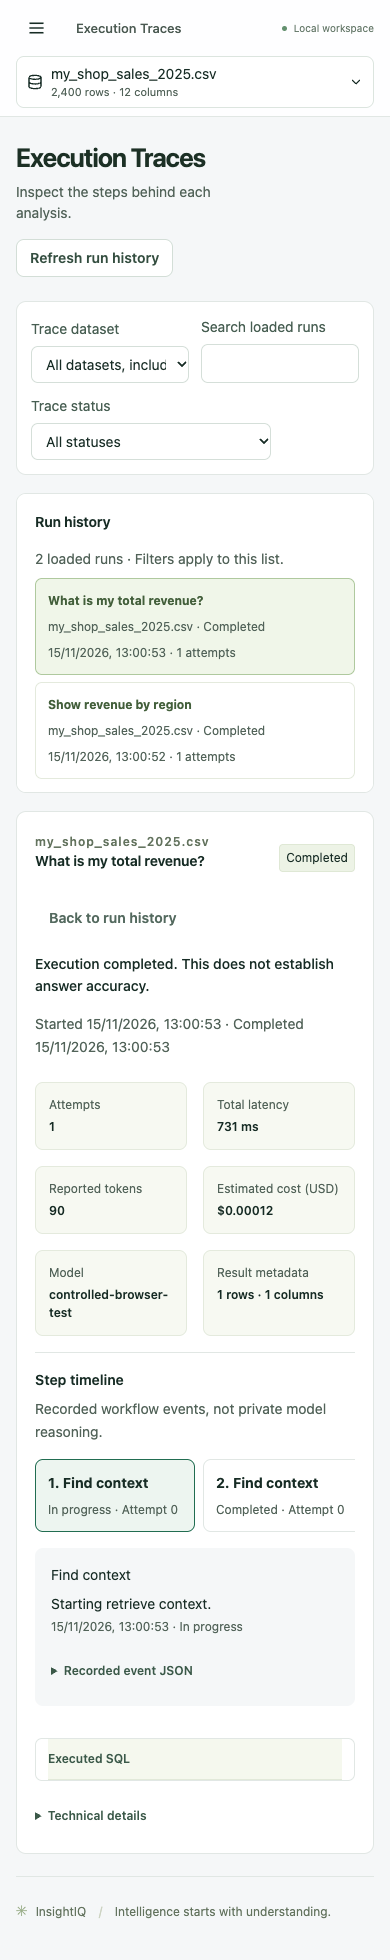 Execution Traces
Local workspace
my_shop_sales_2025.csv
2,400 rows · 12 columns
Execution Traces
Inspect the steps behind each
analysis.
Refresh run history
Trace dataset
Search loaded runs
All datasets, includ
Trace status
All statuses
Run history
2 loaded runs · Filters apply to this list.
What is my total revenue?
my_shop_sales_2025.csv · Completed
15/11/2026, 13:00:53 · 1 attempts
Show revenue by region
my_shop_sales_2025.csv · Completed
15/11/2026, 13:00:52 · 1 attempts
my_shop_sales_2025.csv
What is my total revenue?
Completed
Back to run history
Execution completed. This does not establish
answer accuracy.
Started 15/11/2026, 13:00:53 · Completed
15/11/2026, 13:00:53
Attempts
1
Total latency
731 ms
Reported tokens
90
Estimated cost (USD)
$0.00012
Model
controlled-browser-
test
Result metadata
1 rows · 1 columns
Step timeline
Recorded workflow events, not private model
reasoning.
1. Find context
In progress · Attempt 0
2. Find context
Completed · Attempt 0
Find context
Starting retrieve context.
15/11/2026, 13:00:53 · In progress
Recorded event JSON
Executed SQL
Technical details
InsightIQ / Intelligence starts with understanding.